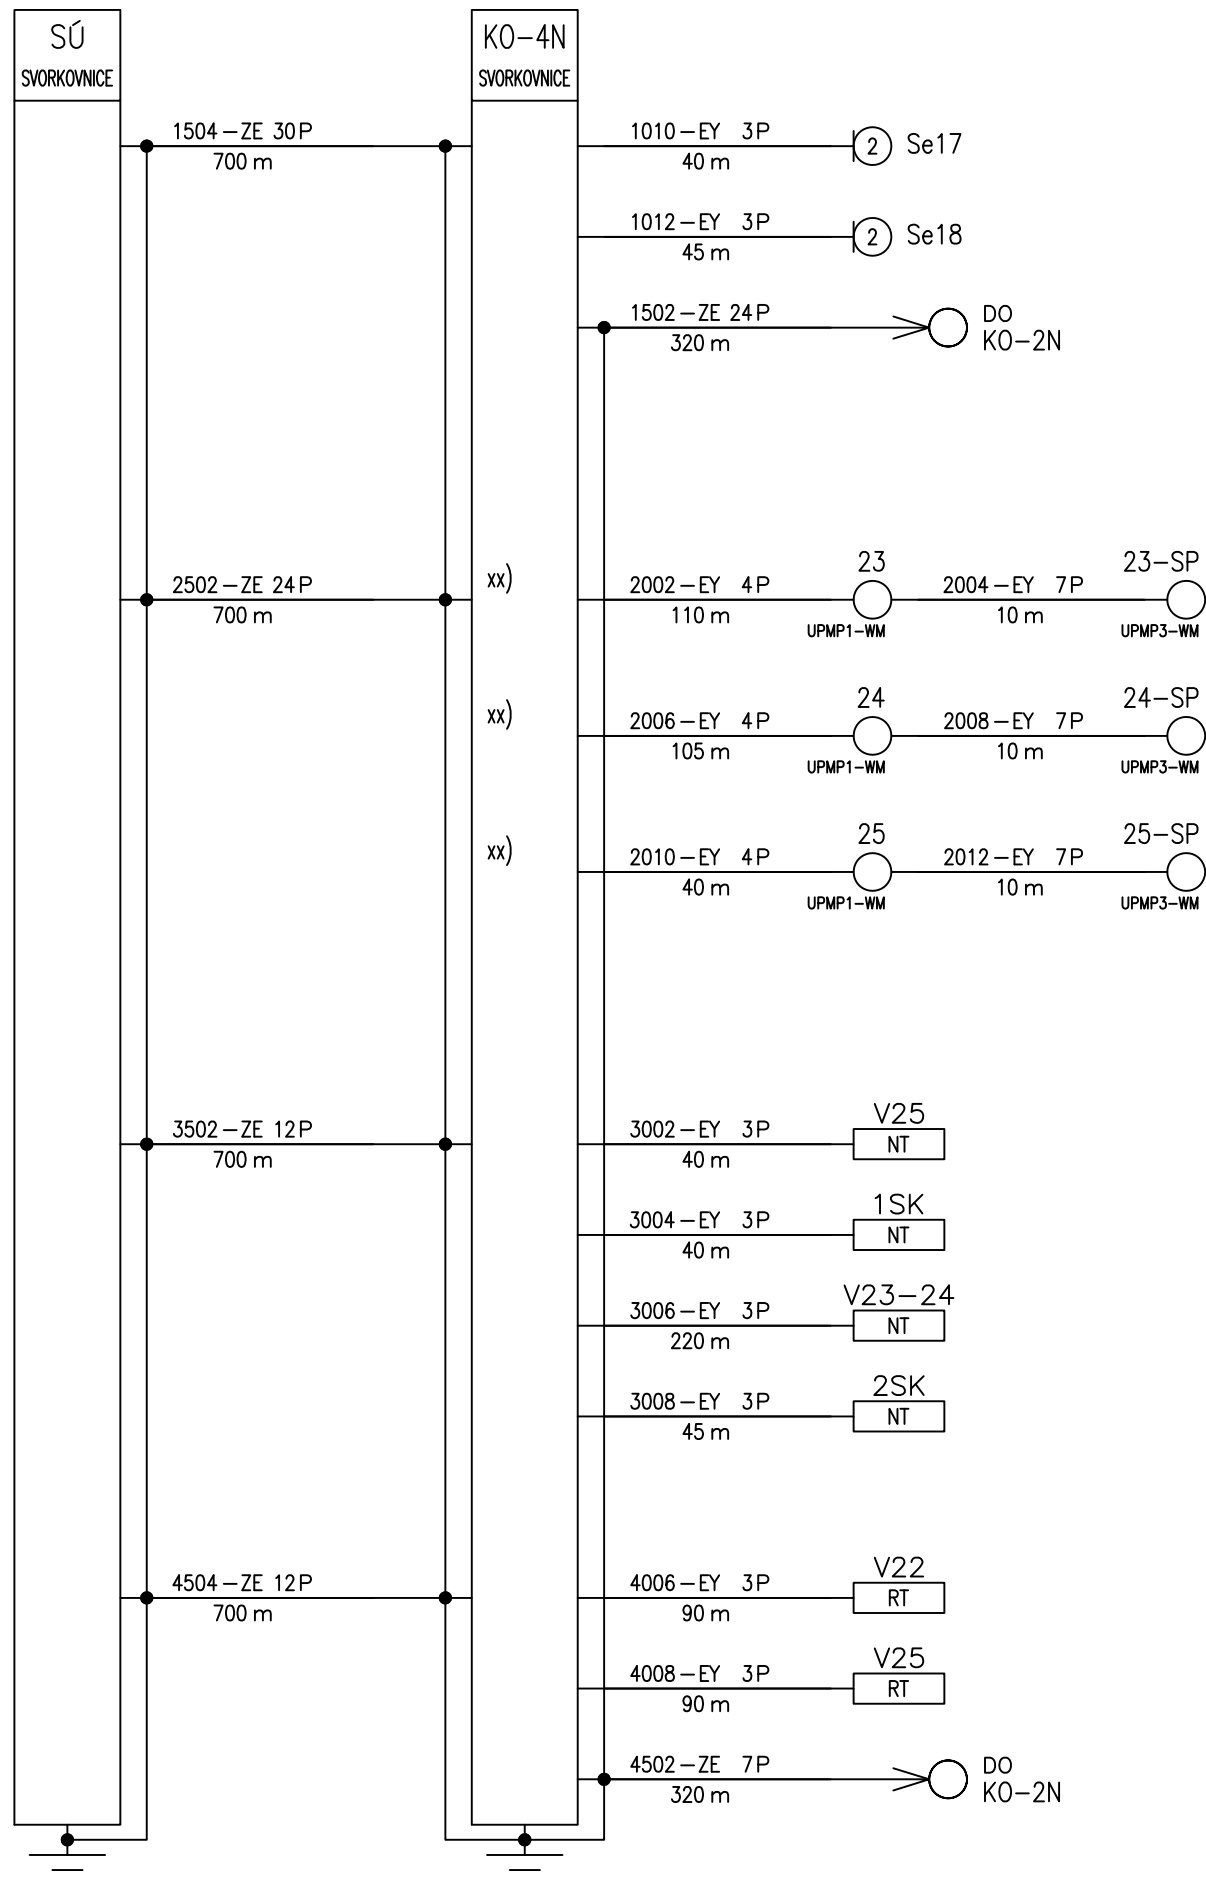 SÚ
SVORKOVNICE
KO-4N
SVORKOVNICE
1504-ZE 30P
700 m
1010-EY 3P
40 m
2
Se17
1012-EY 3P
45 m
2
Se18
1502-ZE 24P
320 m
DO
KO-2N
2502-ZE 24P
700 m
xx)
2002-EY 4P
110 m
23
UPMP1-WM
2004-EY 7P
10 m
23-SP
UPMP3-WM
xx)
2006-EY 4P
105 m
24
UPMP1-WM
2008-EY 7P
10 m
24-SP
UPMP3-WM
xx)
2010-EY 4P
40 m
25
UPMP1-WM
2012-EY 7P
10 m
25-SP
UPMP3-WM
3502-ZE 12P
700 m
3002-EY 3P
40 m
V25
NT
3004-EY 3P
40 m
1SK
NT
3006-EY 3P
220 m
V23-24
NT
3008-EY 3P
45 m
2SK
NT
4504-ZE 12P
700 m
4006-EY 3P
90 m
V22
RT
4008-EY 3P
90 m
V25
RT
4502-ZE 7P
320 m
DO
KO-2N